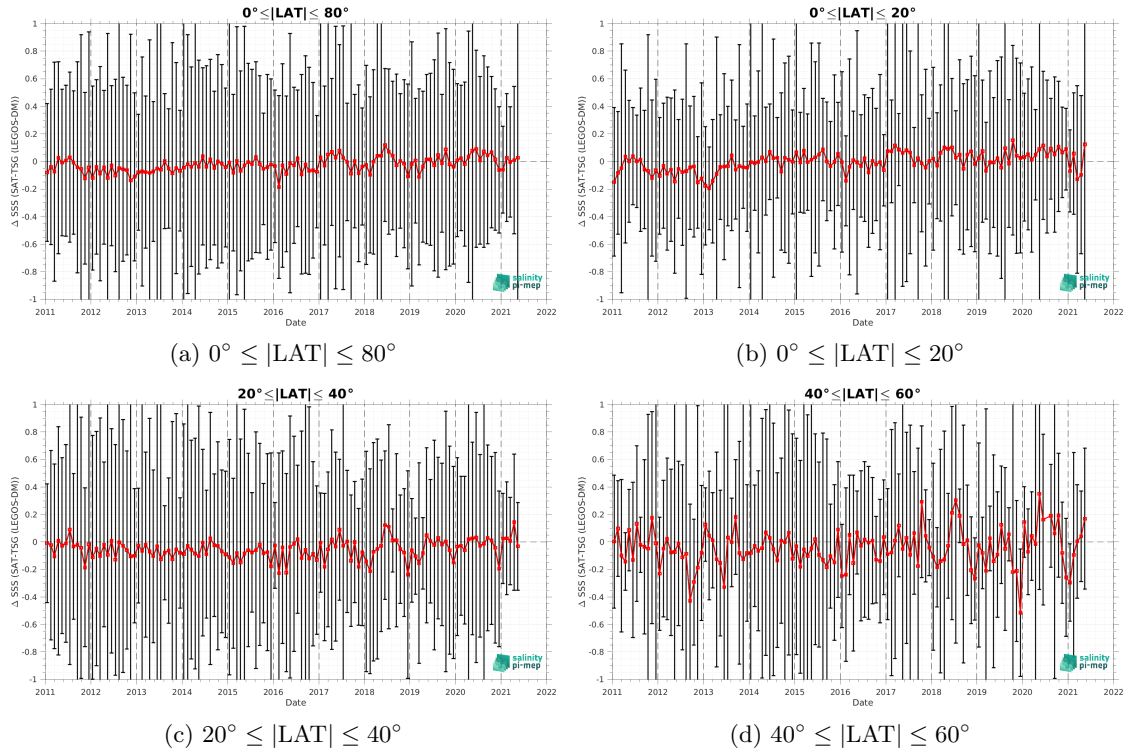 0°≤|LAT|≤ 80°
Δ SSS (SAT-TSG (LEGOS-DM))
1
0.8
0.6
0.4
0.2
0
-0.2
-0.4
-0.6
-0.8
-1
2011 2012 2013 2014 2015 2016 2017 2018 2019 2020 2021 2022
Date
salinity
pi-mep
(a) 0° ≤ |LAT| ≤ 80°
0°≤|LAT|≤ 20°
Δ SSS (SAT-TSG (LEGOS-DM))
1
0.8
0.6
0.4
0.2
0
-0.2
-0.4
-0.6
-0.8
-1
2011 2012 2013 2014 2015 2016 2017 2018 2019 2020 2021 2022
Date
salinity
pi-mep
(b) 0° ≤ |LAT| ≤ 20°
20°≤|LAT|≤ 40°
Δ SSS (SAT-TSG (LEGOS-DM))
1
0.8
0.6
0.4
0.2
0
-0.2
-0.4
-0.6
-0.8
-1
2011 2012 2013 2014 2015 2016 2017 2018 2019 2020 2021 2022
Date
salinity
pi-mep
(c) 20° ≤ |LAT| ≤ 40°
40°≤|LAT|≤ 60°
Δ SSS (SAT-TSG (LEGOS-DM))
1
0.8
0.6
0.4
0.2
0
-0.2
-0.4
-0.6
-0.8
-1
2011 2012 2013 2014 2015 2016 2017 2018 2019 2020 2021 2022
Date
salinity
pi-mep
(d) 40° ≤ |LAT| ≤ 60°